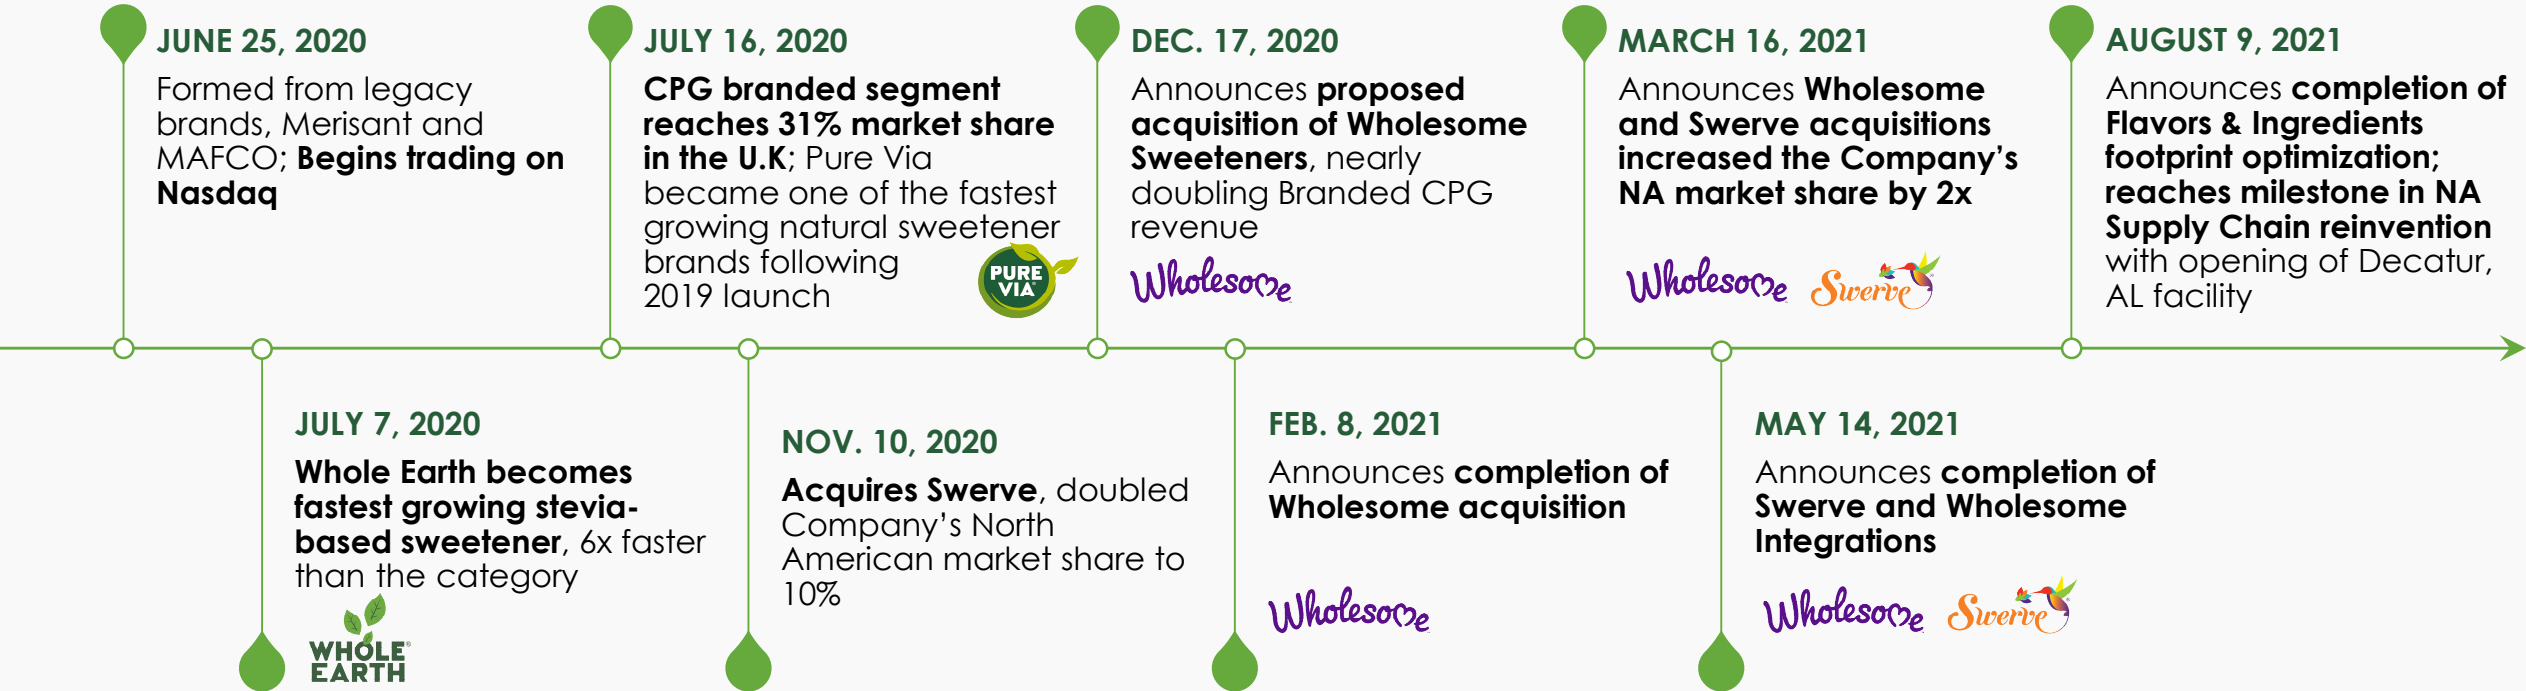 JUNE 25, 2020
Formed from legacy
brands, Merisant and
MAFCO; Begins trading on
Nasdaq
JULY 7, 2020
Whole Earth becomes
fastest growing stevia-
based sweetener, 6x faster
than the category
WHOLE®
EARTH
JULY 16, 2020
CPG branded segment
reaches 31% market share
in the U.K; Pure Via
became one of the fastest
growing natural sweetener
brands following
2019 launch
PURE
VIA
NOV. 10, 2020
Acquires Swerve, doubled
Company’s North
American market share to
10%
DEC. 17, 2020
Announces proposed
acquisition of Wholesome
Sweeteners, nearly
doubling Branded CPG
revenue
Wholesome
FEB. 8, 2021
Announces completion of
Wholesome acquisition
Wholesome
MARCH 16, 2021
Announces Wholesome
and Swerve acquisitions
increased the Company’s
NA market share by 2x
Wholesome Swerve
MAY 14, 2021
Announces completion of
Swerve and Wholesome
Integrations
Wholesome Swerve
AUGUST 9, 2021
Announces completion of
Flavors & Ingredients
footprint optimization;
reaches milestone in NA
Supply Chain reinvention
with opening of Decatur,
AL facility